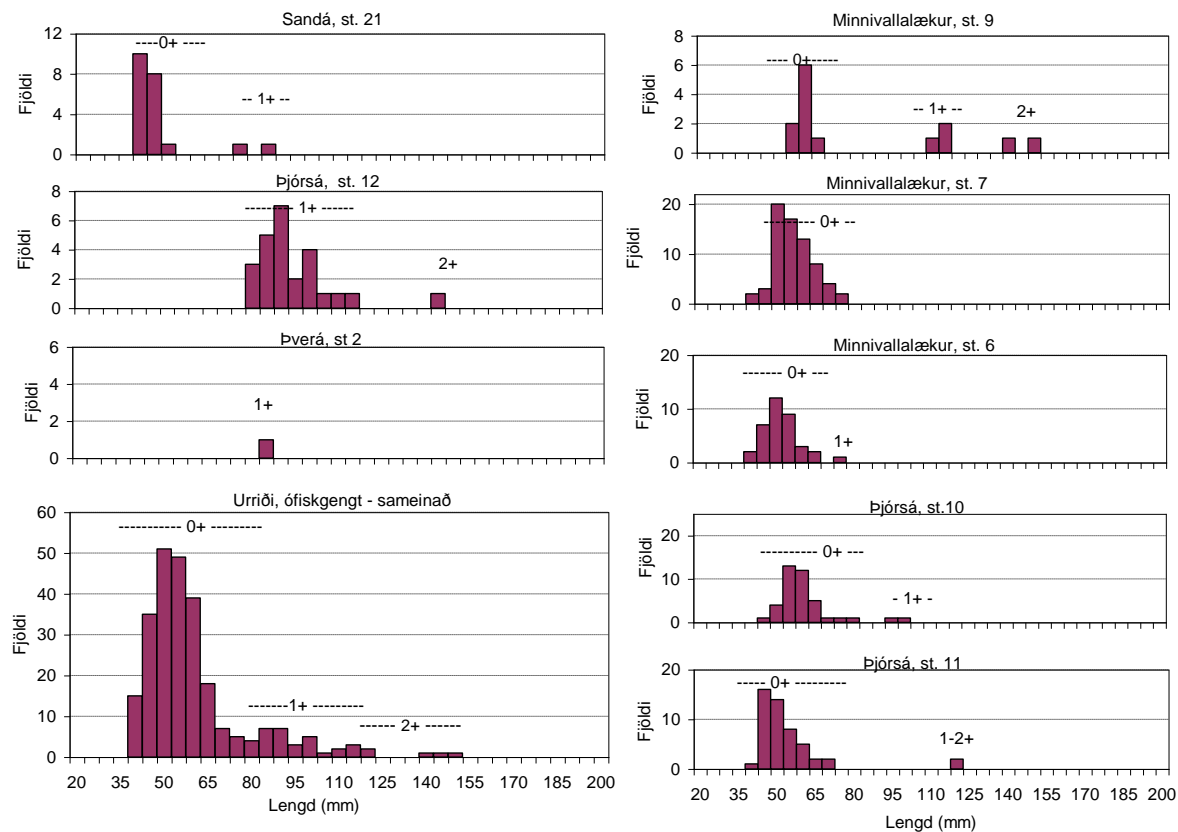 Sandá, st. 21
Fjöldi
12
8
4
0
----0+ ----
-- 1+ --
Þjórsá, st. 12
Fjöldi
8
6
4
2
0
--------- 1+ --------
2+
Þverá, st 2
Fjöldi
6
4
2
0
1+
Urriði, ófiskgengt - sameinað
Fjöldi
60
50
40
30
20
10
0
----------- 0+ ---------
-------1+ ------------
------ 2+ -------
20 35 50 65 80 95 110 125 140 155 170 185 200
Lengd (mm)
Minnivallalækur, st. 9
Fjöldi
8
6
4
2
0
---- 0+-----
-- 1+ --
2+
Minnivallalækur, st. 7
Fjöldi
20
10
0
--------- 0+ --
Minnivallalækur, st. 6
Fjöldi
20
10
0
------- 0+ ---
1+
Þjórsá, st.10
Fjöldi
20
10
0
---------- 0+ ---
- 1+ -
Þjórsá, st. 11
Fjöldi
20
10
0
----- 0+ ---------
1-2+
20 35 50 65 80 95 110 125 140 155 170 185 200
Lengd (mm)